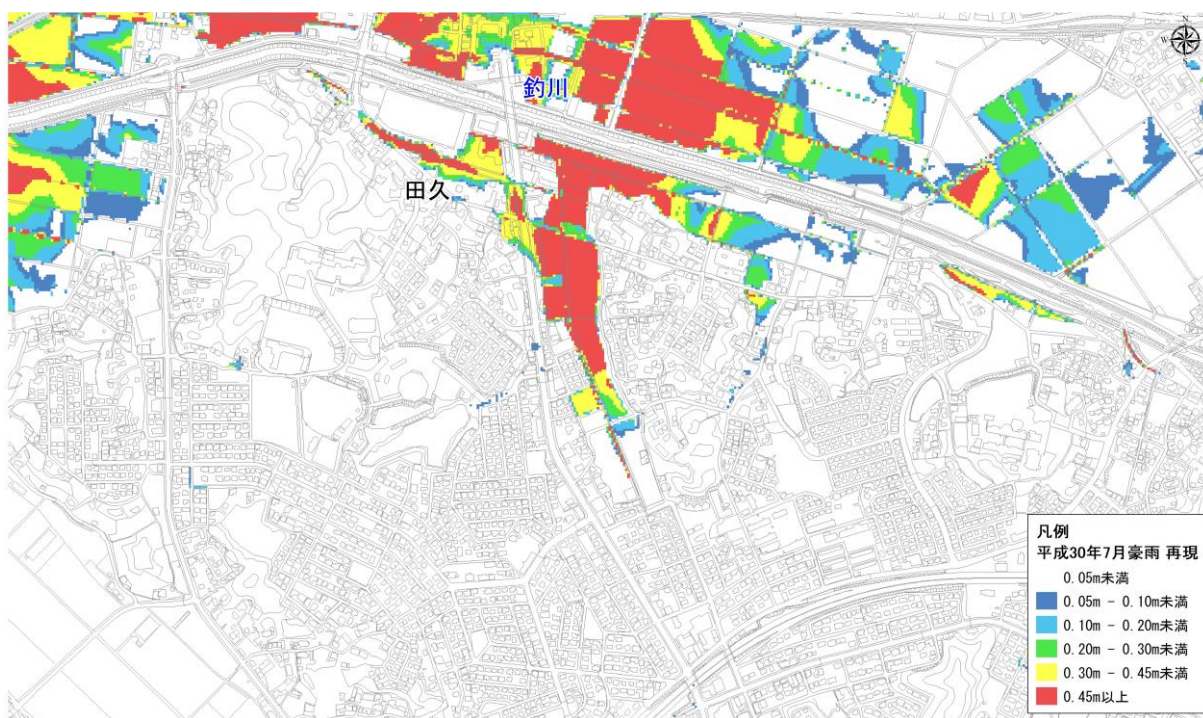 N
W
S
釣川
田久
凡例
平成30年7月豪雨 再現
0.05m未満
0.05m - 0.10m未満
0.10m - 0.20m未満
0.20m - 0.30m未満
0.30m - 0.45m未満
0.45m以上